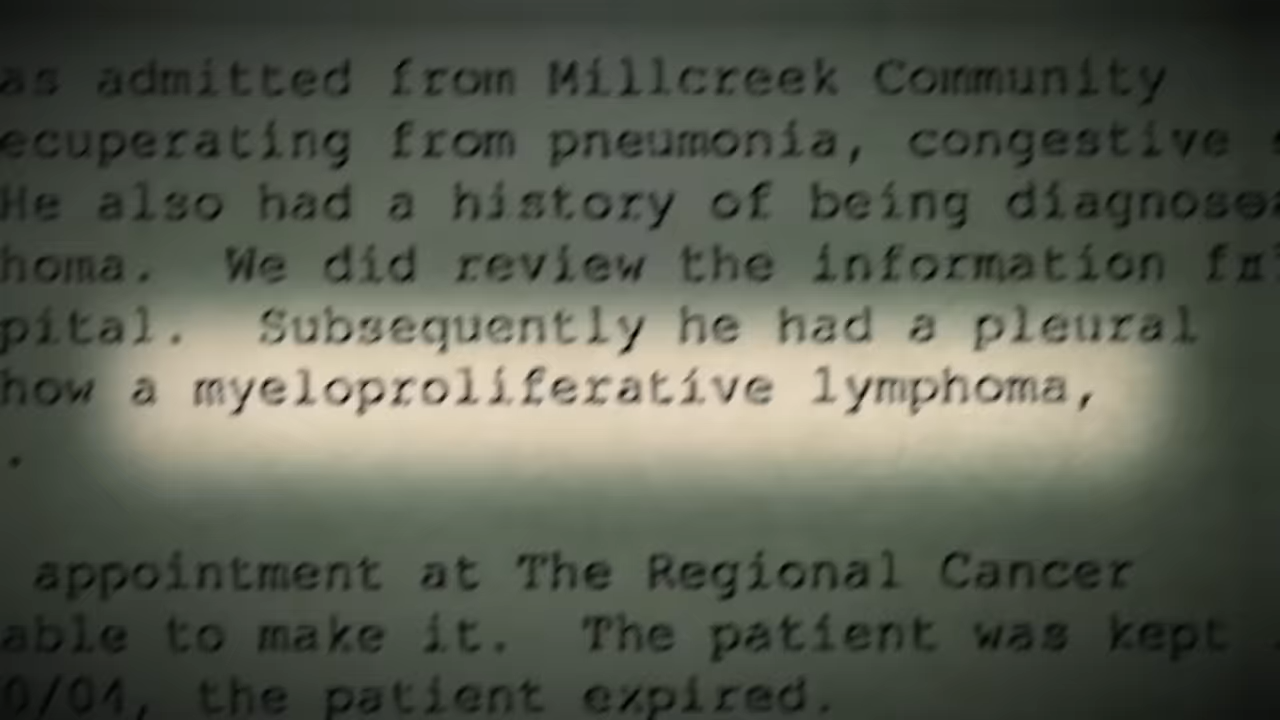 as admitted from Millcreek Community
ecuperating from pneumonia, congestive
He also had a history of being diagnose
homa. We did review the information
pital. Subsequently he had a pleural
how a myeloproliferative lymphoma,
.
appointment at The Regional Cancer
able to make it. The patient was kept
0/04, the patient expired.